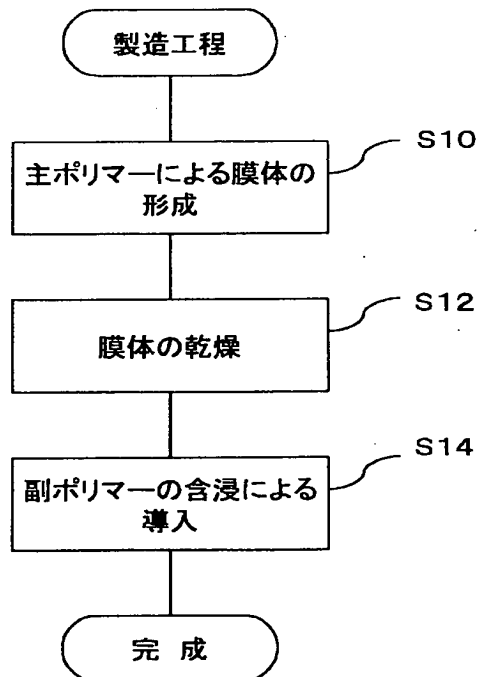 製造工程
S10
主ポリマーによる膜体の
形成
S12
膜体の乾燥
S14
副ポリマーの含浸による
導入
完 成